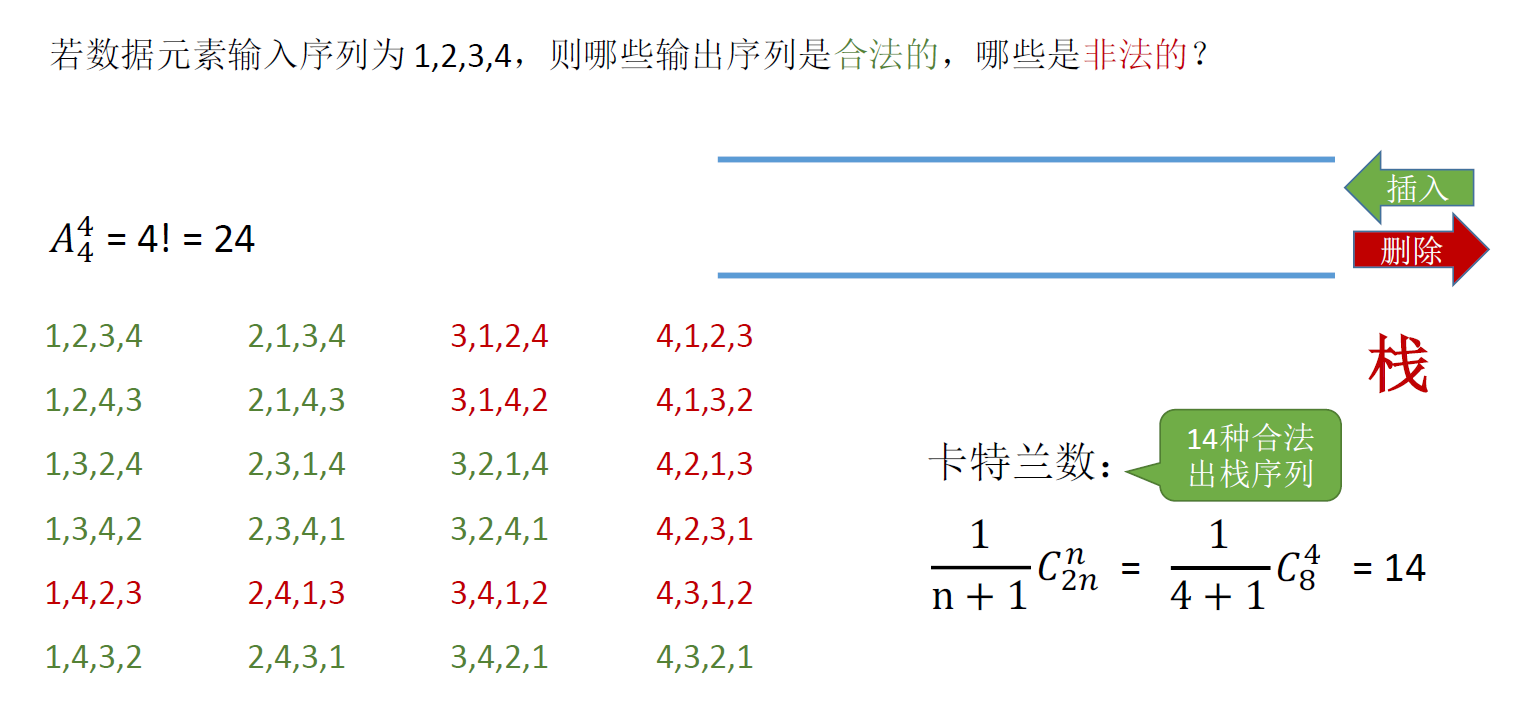 若数据元素输入序列为 1,2,3,4，则哪些输出序列是合法的，哪些是非法的？
插入
删除
A_4^4 = 4! = 24
栈
1,2,3,4 2,1,3,4 3,1,2,4 4,1,2,3
1,2,4,3 2,1,4,3 3,1,4,2 4,1,3,2
1,3,2,4 2,3,1,4 3,2,1,4 4,2,1,3
1,3,4,2 2,3,4,1 3,2,4,1 4,2,3,1
1,4,2,3 2,4,1,3 3,4,1,2 4,3,1,2
1,4,3,2 2,4,3,1 3,4,2,1 4,3,2,1
14种合法
出栈序列
卡特兰数：
\frac{1}{n+1} C_{2n}^{n} = \frac{1}{4+1} C_8^4 = 14